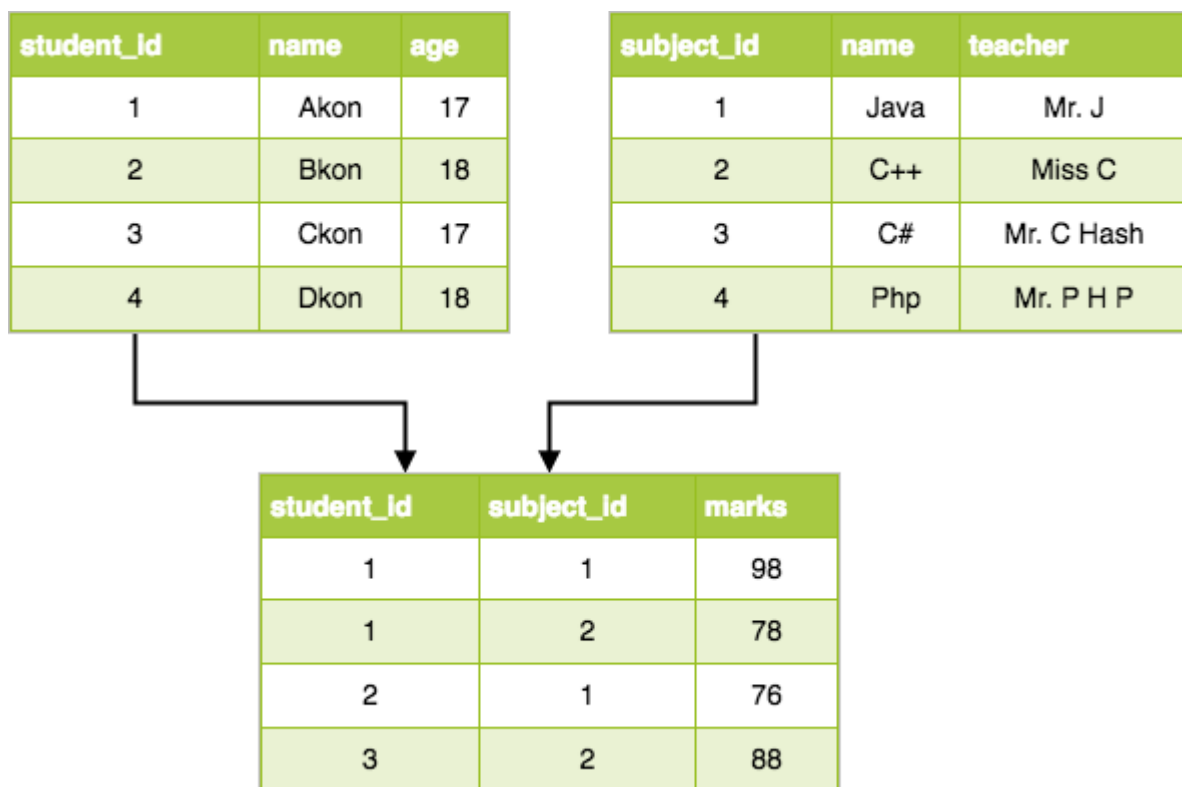 student_id name age
1 Akon 17
2 Bkon 18
3 Ckon 17
4 Dkon 18
subject_id name teacher
1 Java Mr. J
2 C++ Miss C
3 C# Mr. C Hash
4 Php Mr. P H P
student_id subject_id marks
1 1 98
1 2 78
2 1 76
3 2 88